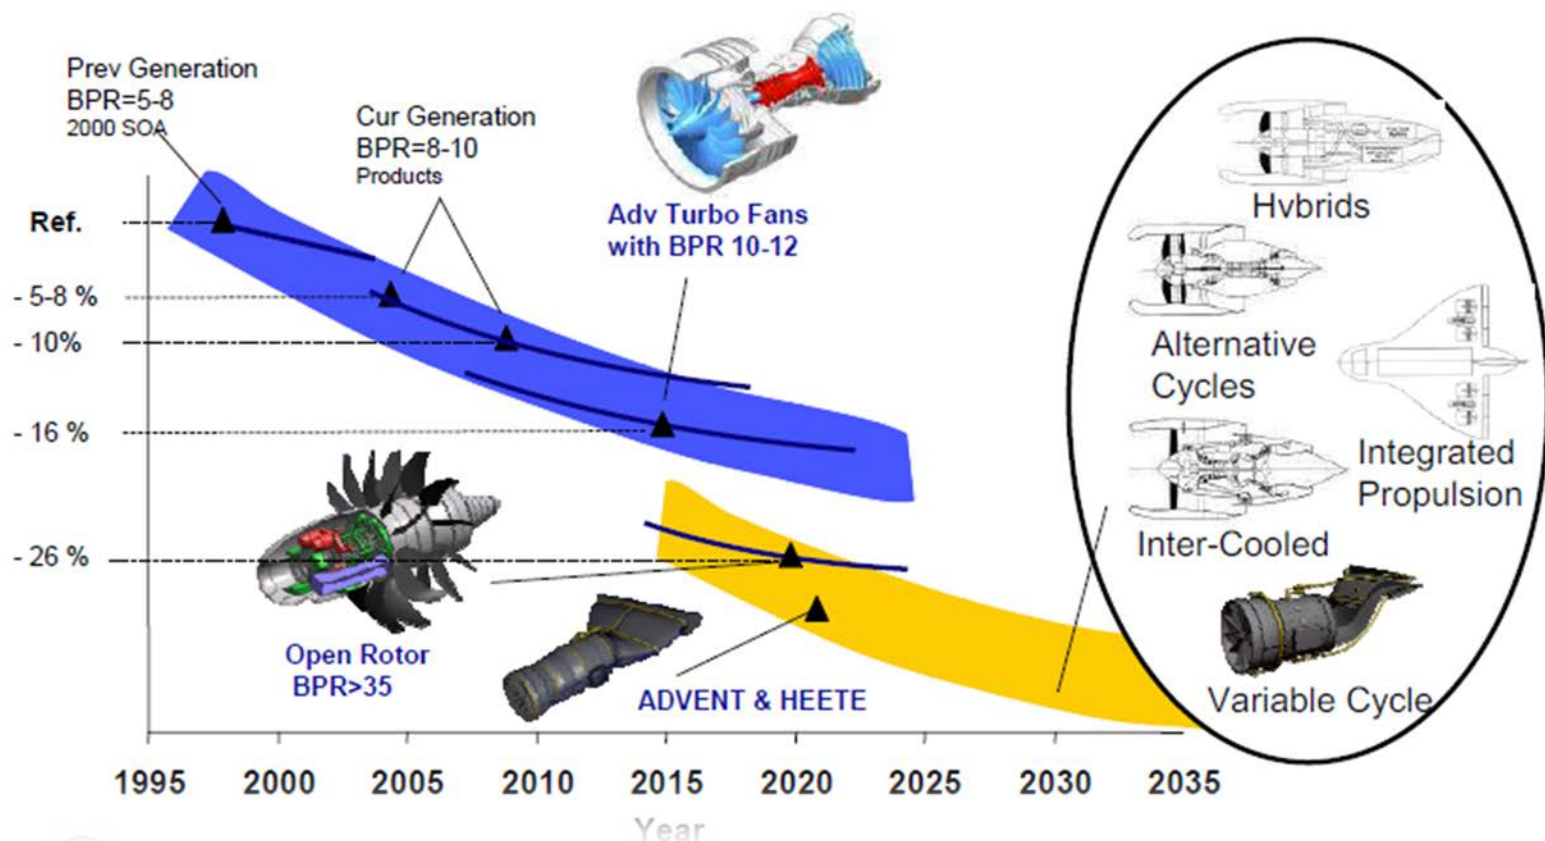 Prev Generation
BPR=5-8
2000 SOA
Cur Generation
BPR=8-10
Products
Adv Turbo Fans
with BPR 10-12
Ref.
- 5-8 %
- 10%
- 16 %
- 26 %
Open Rotor
BPR>35
ADVENT & HEETE
Hvbrids
Alternative
Cycles
Integrated
Propulsion
Inter-Cooled
Variable Cycle
1995 2000 2005 2010 2015 2020 2025 2030 2035
Year